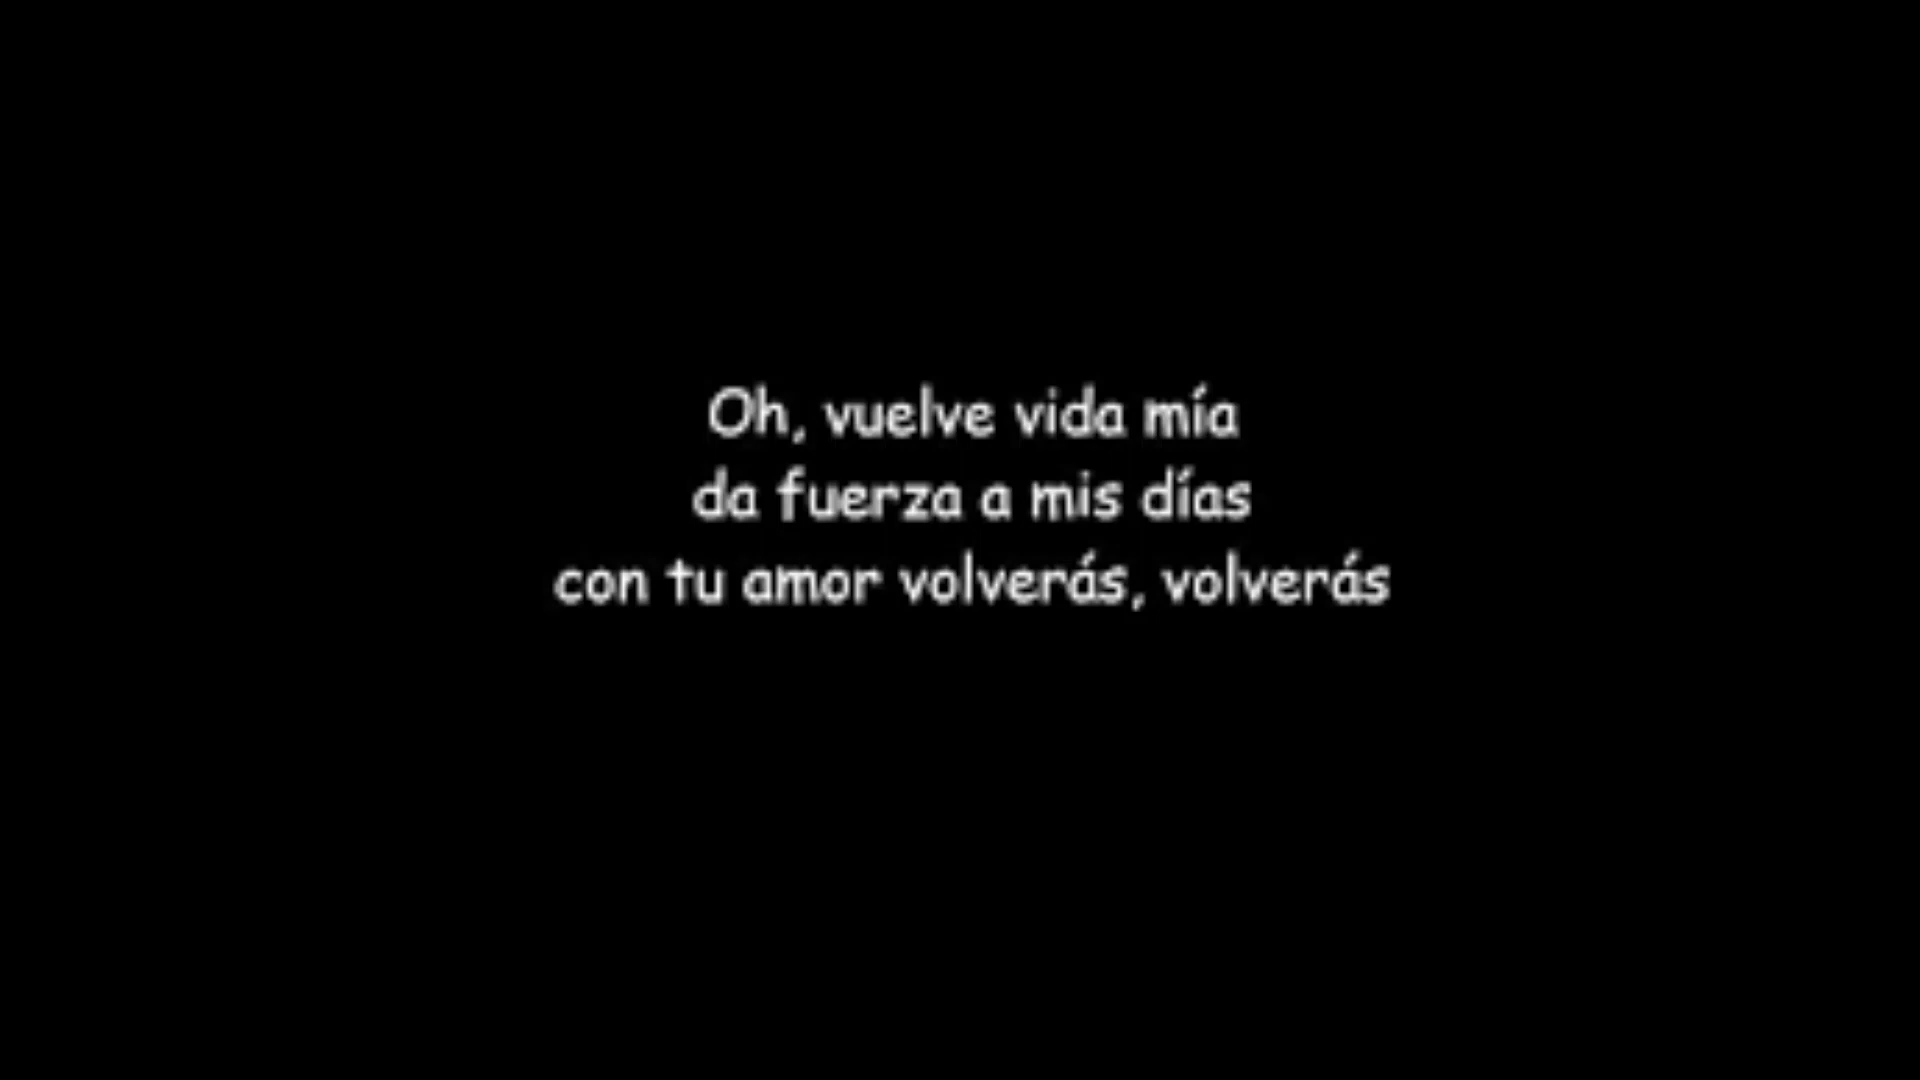 Oh, vuelve vida mía
da fuerza a mis días
con tu amor volverás, volverás